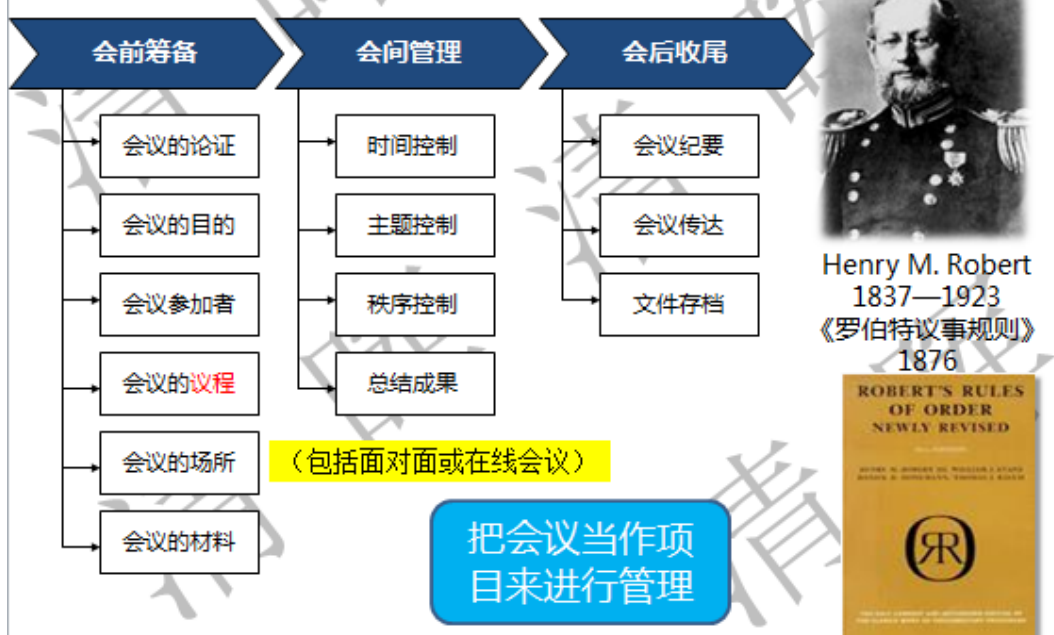 会前筹备
会间管理
会后收尾
会议的论证
会议的目的
会议参加者
会议的议程
会议的场所
会议的材料
时间控制
主题控制
秩序控制
总结成果
会议纪要
会议传达
文件存档
（包括面对面或在线会议）
把会议当作项
目来进行管理
Henry M. Robert
1837—1923
《罗伯特议事规则》
1876
ROBERT'S RULES
OF ORDER
NEWLY REVISED